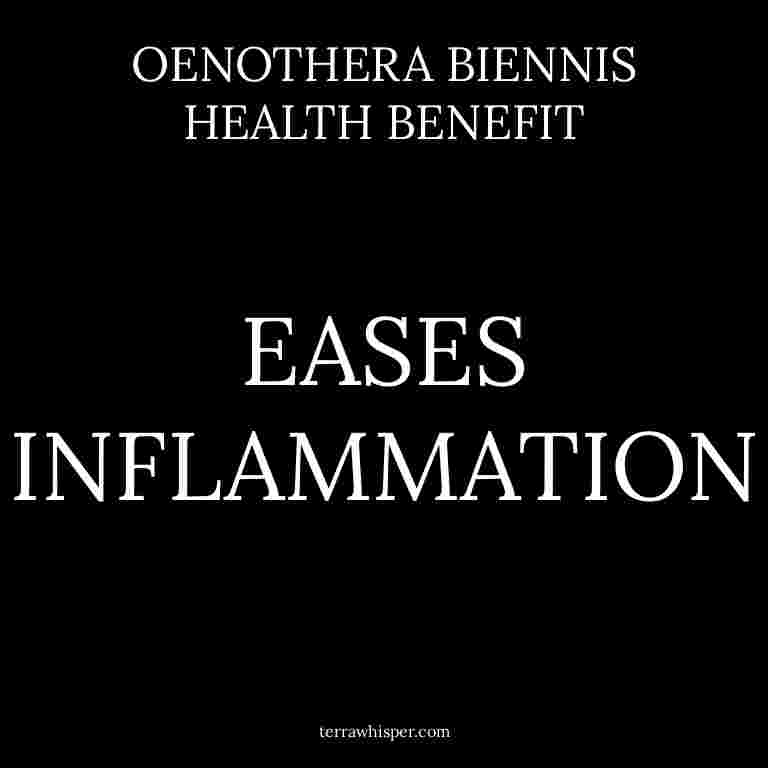 OENOTHERA BIENNIS
HEALTH BENEFIT
EASES
INFLAMMATION
terrawhisper.com